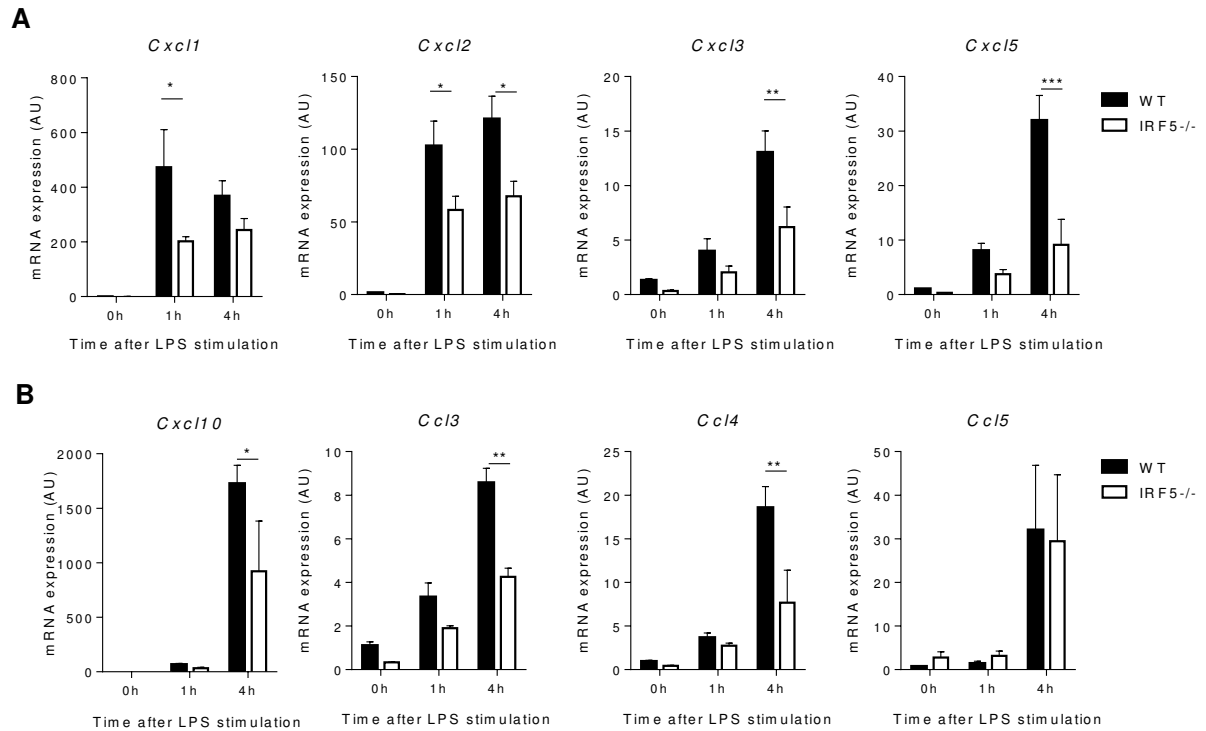 A
Cxcl1
Cxcl2
Cxcl3
Cxcl5
mRNA expression (AU)
800
600
400
200
0
*
0h
1h
4h
Time after LPS stimulation
mRNA expression (AU)
150
100
50
0
*
*
0h
1h
4h
Time after LPS stimulation
mRNA expression (AU)
20
15
10
5
0
**
0h
1h
4h
Time after LPS stimulation
mRNA expression (AU)
40
30
20
10
0
***
0h
1h
4h
Time after LPS stimulation
WT
IRF5-/-
B
Cxcl10
Ccl3
Ccl4
Ccl5
mRNA expression (AU)
2000
1500
1000
500
0
*
0h
1h
4h
Time after LPS stimulation
mRNA expression (AU)
10
8
6
4
2
0
**
0h
1h
4h
Time after LPS stimulation
mRNA expression (AU)
25
20
15
10
5
0
**
0h
1h
4h
Time after LPS stimulation
mRNA expression (AU)
50
40
30
20
10
0
0h
1h
4h
Time after LPS stimulation
WT
IRF5-/-